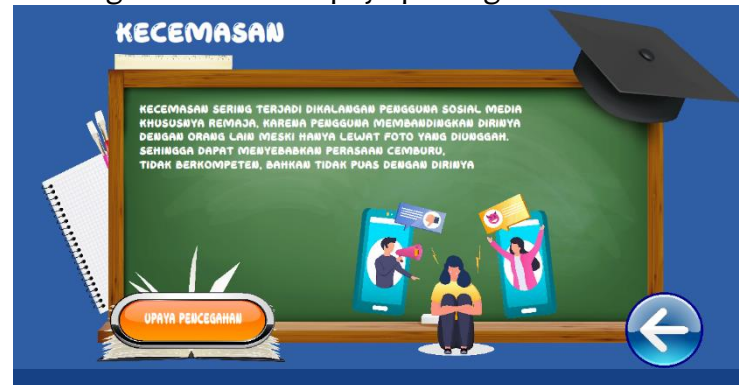 KECEMASAN
KECEMASAN SERING TERJADI DIKALANGAN PENGGUNA SOSIAL MEDIA
KHUSUSNYA REMAJA, KARENA PENGGUNA MEMBANDINGKAN DIRINYA
DENGAN ORANG LAIN MESKI HANYA LEWAT FOTO YANG DIUNGGAH.
SEHINGGA DAPAT MENYEBABKAN PERASAAN CEMBURU,
TIDAK BERKOMPETEN, BAHKAN TIDAK PUAS DENGAN DIRINYA
UPAYA PENCEGAHAN